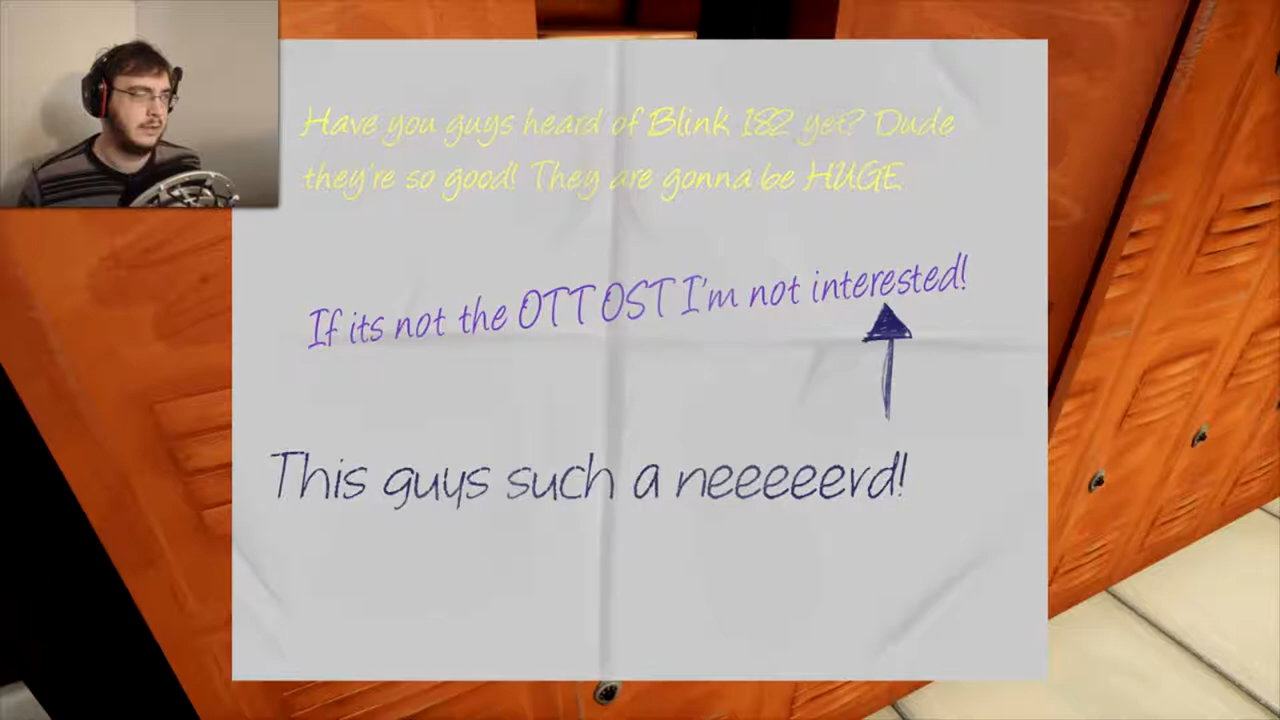 Have you guys heard of Blink 182 yet? Dude
they're so good! They are gonna be HUGE
If its not the OTT OST I'm not interested!
This guys such a neeeeerd!